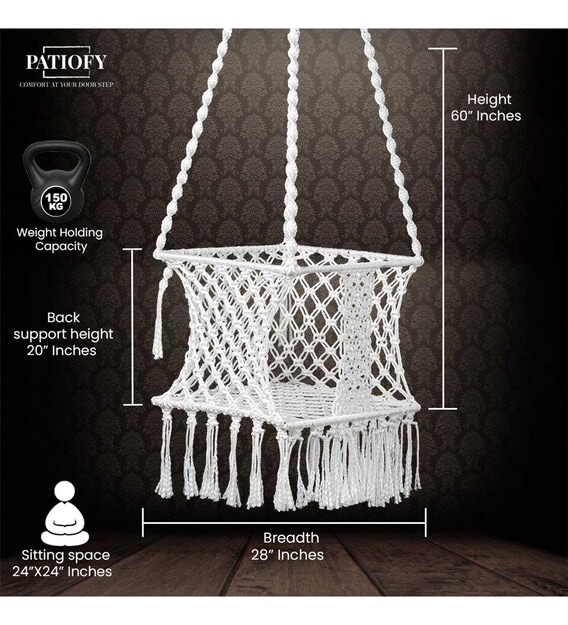 PATIOFY
COMFORT AT YOUR DOOR STEP
Height
60” Inches
150
KG
Weight Holding
Capacity
Back
support height
20” Inches
Breadth
28” Inches
Sitting space
24”X24” Inches